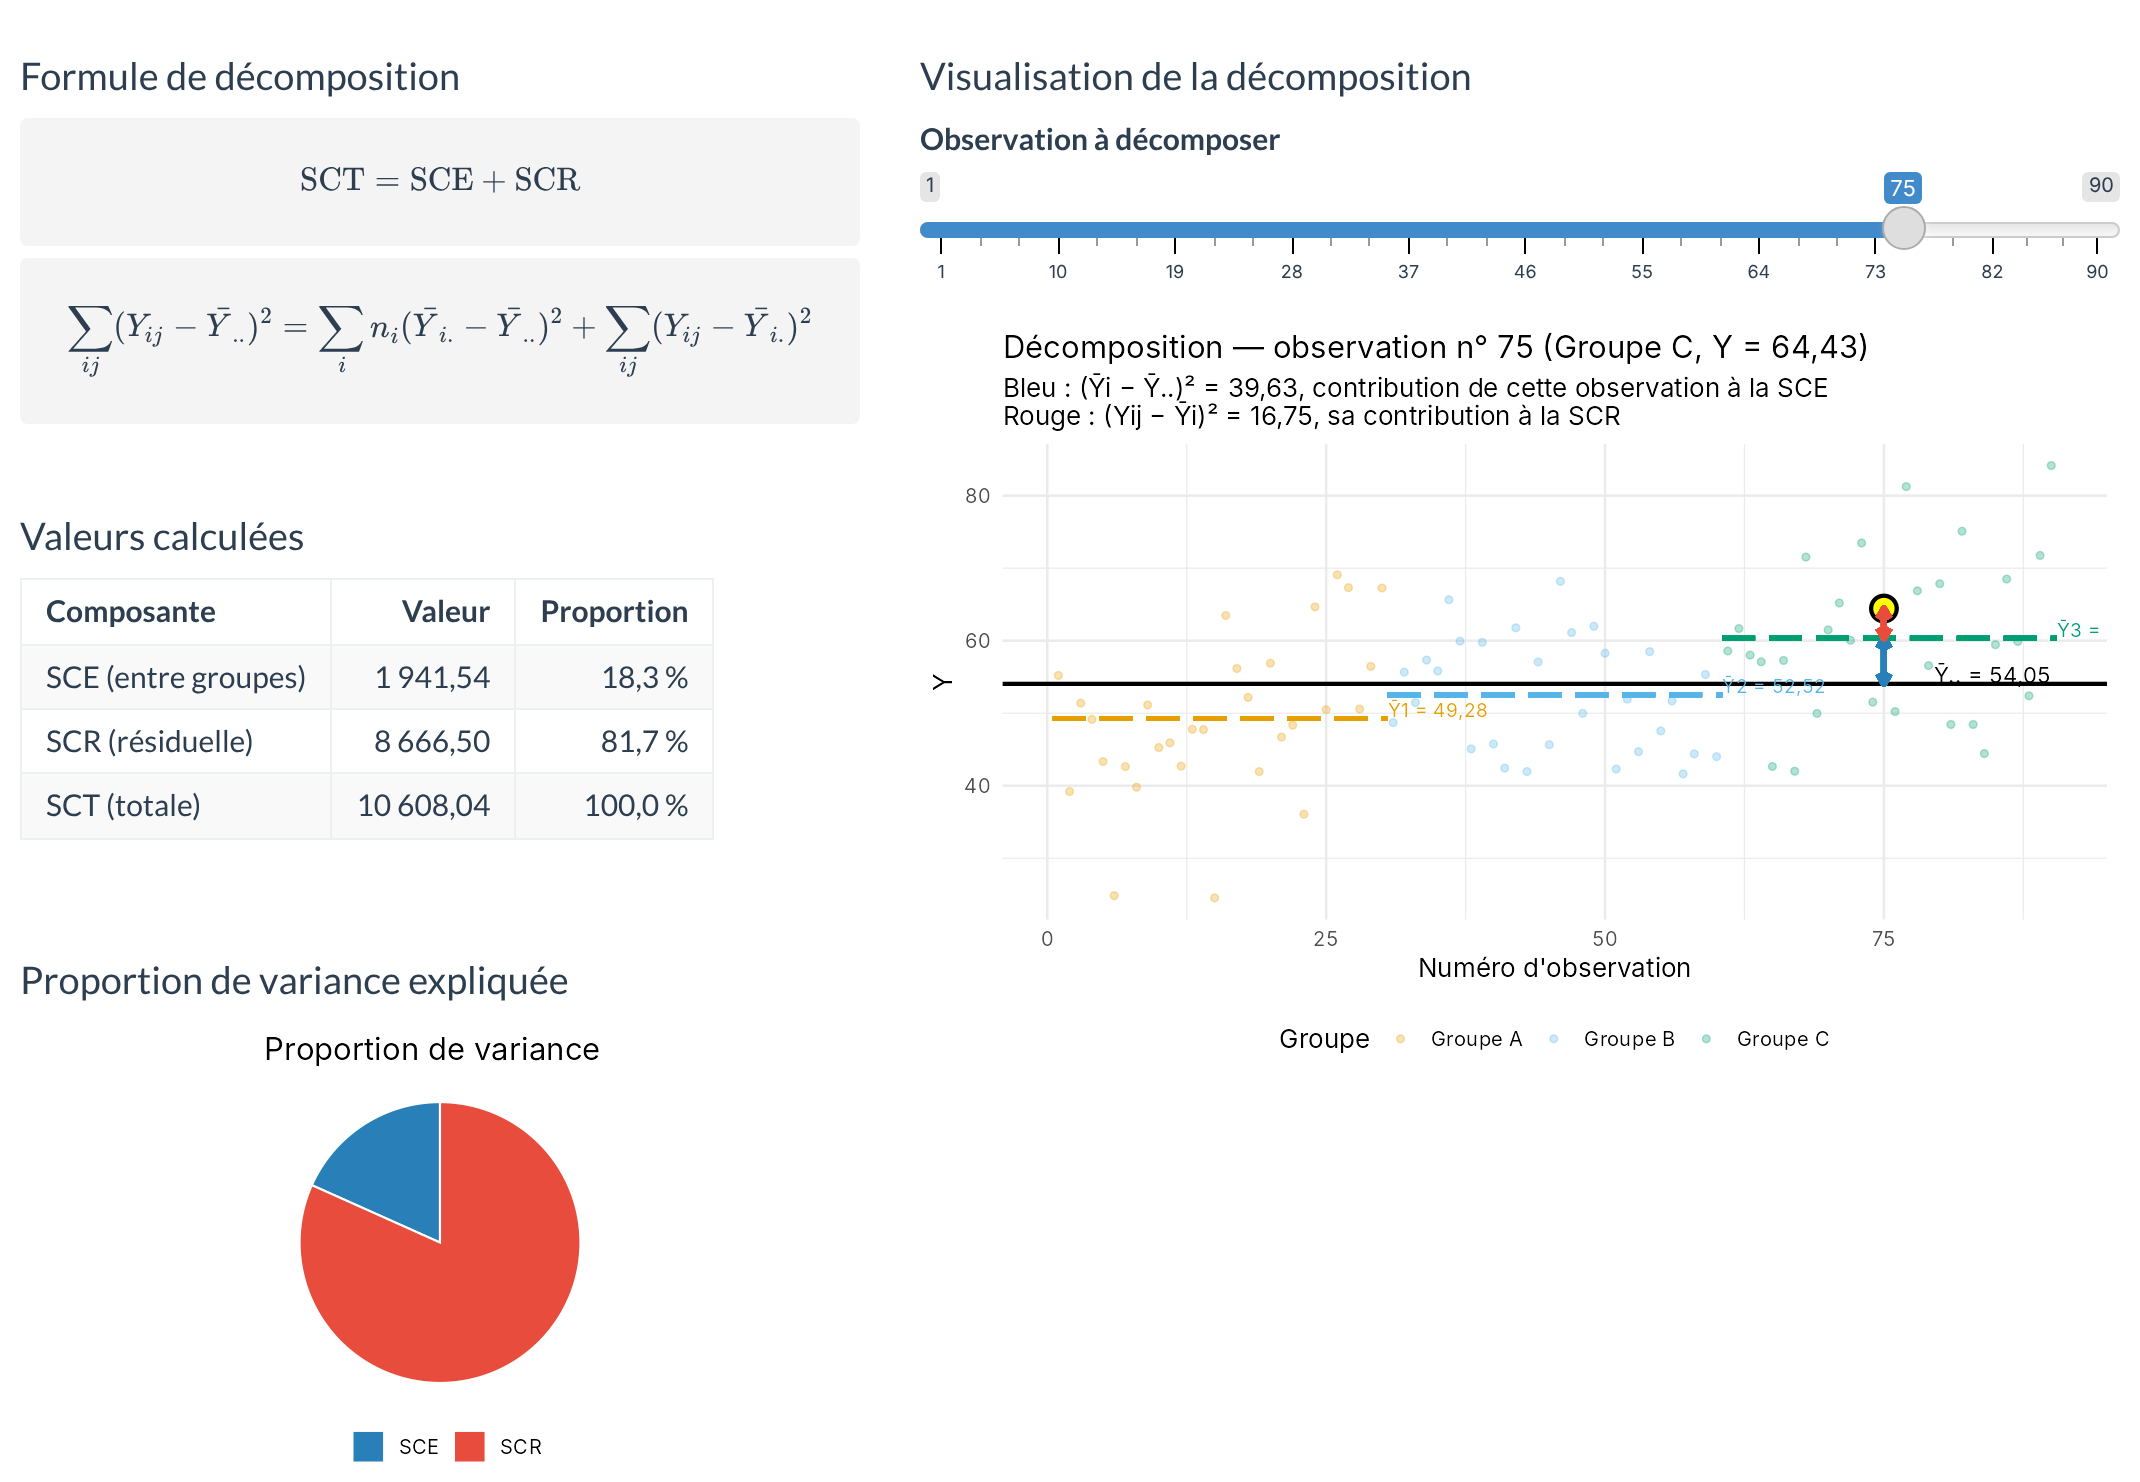 Formule de décomposition
SCT = SCE + SCR
∑ij (Yij − Ȳ..)² = ∑i ni(Ȳi. − Ȳ..)² + ∑ij (Yij − Ȳi.)²
Valeurs calculées
Composante Valeur Proportion
SCE (entre groupes) 1 941,54 18,3 %
SCR (résiduelle) 8 666,50 81,7 %
SCT (totale) 10 608,04 100,0 %
Proportion de variance expliquée
Proportion de variance
SCE SCR
Visualisation de la décomposition
Observation à décomposer
1 75 90
1 10 19 28 37 46 55 64 73 82 90
Décomposition — observation n° 75 (Groupe C, Y = 64,43)
Bleu : (Ȳi − Ȳ..)² = 39,63, contribution de cette observation à la SCE
Rouge : (Yij − Ȳi)² = 16,75, sa contribution à la SCR
80
60
40
Y
Ȳ3 =
Ȳ.. = 54,05
Ȳ2 = 52,52
Ȳ1 = 49,28
0 25 50 75
Numéro d'observation
Groupe Groupe A Groupe B Groupe C